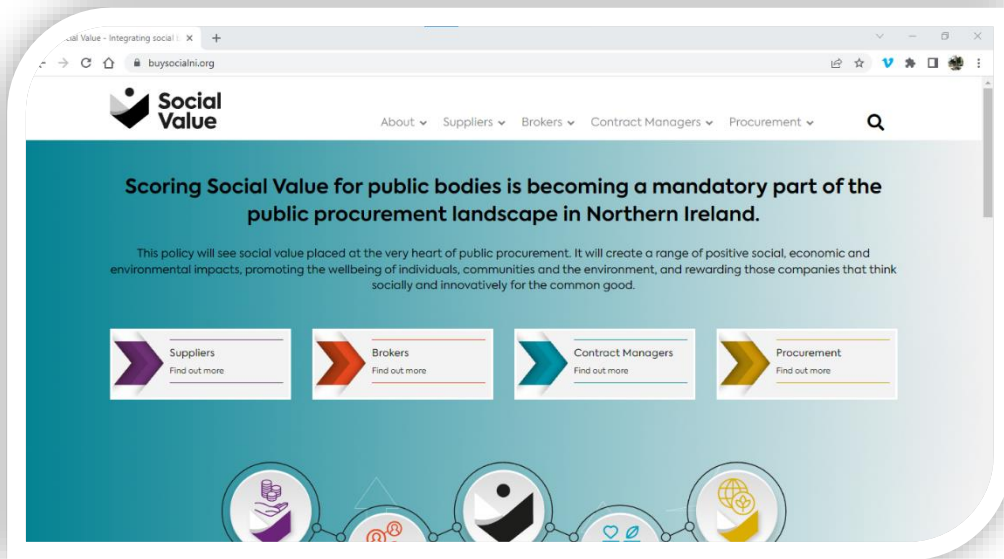 Social Value - Integrating social
buysocialni.org
Social
Value
About
Suppliers
Brokers
Contract Managers
Procurement
Scoring Social Value for public bodies is becoming a mandatory part of the
public procurement landscape in Northern Ireland.
This policy will see social value placed at the very heart of public procurement. It will create a range of positive social, economic and
environmental impacts, promoting the wellbeing of individuals, communities and the environment, and rewarding those companies that think
socially and innovatively for the common good.
Suppliers
Find out more
Brokers
Find out more
Contract Managers
Find out more
Procurement
Find out more